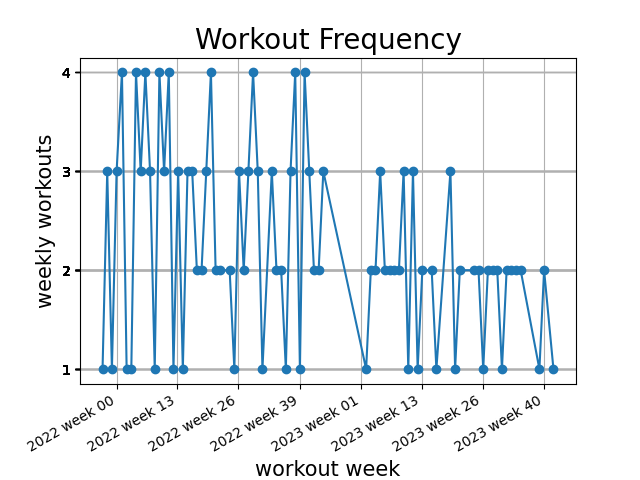 Workout Frequency
weekly workouts
4
3
2
1
2022 week 00
2022 week 13
2022 week 26
2022 week 39
2023 week 01
2023 week 13
2023 week 26
2023 week 40
workout week